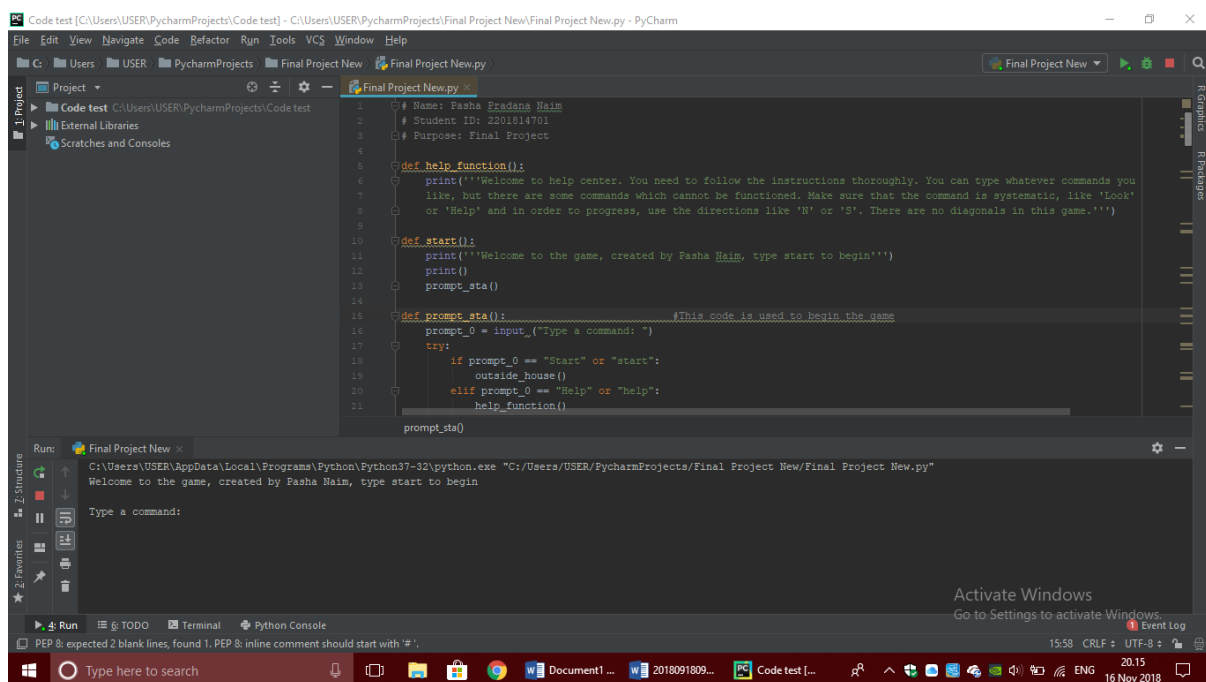 Code test [C:\Users\USER\PycharmProjects\Code test] - C:\Users\USER\PycharmProjects\Final Project New\Final Project New.py - PyCharm
File Edit View Navigate Code Refactor Run Tools VCS Window Help
C: Users USER PycharmProjects Final Project New Final Project New.py Final Project New
1: Project
Project
Code test C:\Users\USER\PycharmProjects\Code test
External Libraries
Scratches and Consoles
Final Project New.py
1 # Name: Pasha Pradana Naim
2 # Student ID: 2201814701
3 # Purpose: Final Project
4
5 def help_function():
6 print('''Welcome to help center. You need to follow the instructions thoroughly. You can type whatever commands you
7 like, but there are some commands which cannot be functioned. Make sure that the command is systematic, like 'Look'
8 or 'Help' and in order to progress, use the directions like 'N' or 'S'. There are no diagonals in this game.''')
9
10 def start():
11 print('''Welcome to the game, created by Pasha Naim, type start to begin''')
12 print()
13 prompt_sta()
14
15 def prompt_sta(): #This code is used to begin the game
16 prompt_0 = input ("Type a command: ")
17 try:
18 if prompt_0 == "Start" or "start":
19 outside_house()
20 elif prompt_0 == "Help" or "help":
21 help_function()
prompt_sta()
R Graphics
R Packages
Run: Final Project New
C:\Users\USER\AppData\Local\Programs\Python\Python37-32\python.exe "C:/Users/USER/PycharmProjects/Final Project New/Final Project New.py"
Welcome to the game, created by Pasha Naim, type start to begin
Type a command:
7: Structure
2: Favorites
Activate Windows
Go to Settings to activate Windows.
4: Run 6: TODO Terminal Python Console 1 Event Log
PEP 8: expected 2 blank lines, found 1. PEP 8: inline comment should start with '# '. 15:58 CRLF UTF-8
Type here to search Document1 ... 2018091809... Code test [... ENG 20.15
16 Nov 2018